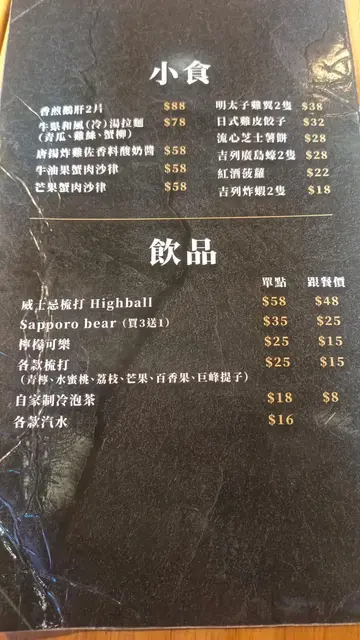 小食
香煎鵝肝2片 $88
牛県和風(冷)湯拉麵 $78
(青瓜、雞絲、蟹柳)
唐揚炸雞佐香料酸奶醬 $58
牛油果蟹肉沙律 $58
芒果蟹肉沙律 $58
明太子雞翼2隻 $38
日式雞皮餃子 $32
流心芝士薯餅 $28
吉列廣島蠔2隻 $28
紅酒菠蘿 $22
吉列炸蝦2隻 $18
飲品
單點 跟餐價
威士忌梳打 Highball $58 $48
Sapporo bear (買3送1) $35 $25
檸檬可樂 $25 $15
各款梳打 $25 $15
(青檸、水蜜桃、荔枝、芒果、百香果、巨峰提子)
自家制冷泡茶 $18 $8
各款汽水 $16